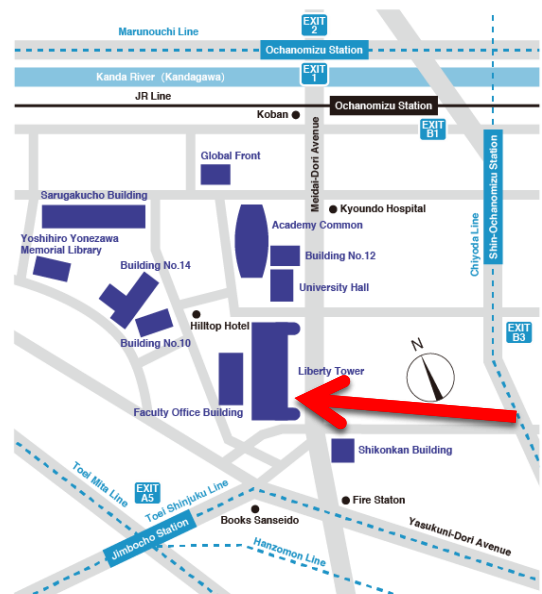 EXIT
2
Marunouchi Line
Ochanomizu Station
EXIT
1
Kanda River (Kandagawa)
JR Line
Ochanomizu Station
Koban
EXIT
B1
Meidai-Dori Avenue
Shin-Ochanomizu Station
Chiyoda Line
Global Front
Sarugakucho Building
Kyoundo Hospital
Academy Common
Yoshihiro Yonezawa
Memorial Library
Building No.12
Building No.14
University Hall
Hilltop Hotel
EXIT
B3
Building No.10
N
Liberty Tower
Faculty Office Building
Shikonkan Building
Toei Mita Line
EXIT
A5
Toei Shinjuku Line
Fire Staton
Books Sanseido
Jimbocho Station
Yasukuni-Dori Avenue
Hanzomon Line